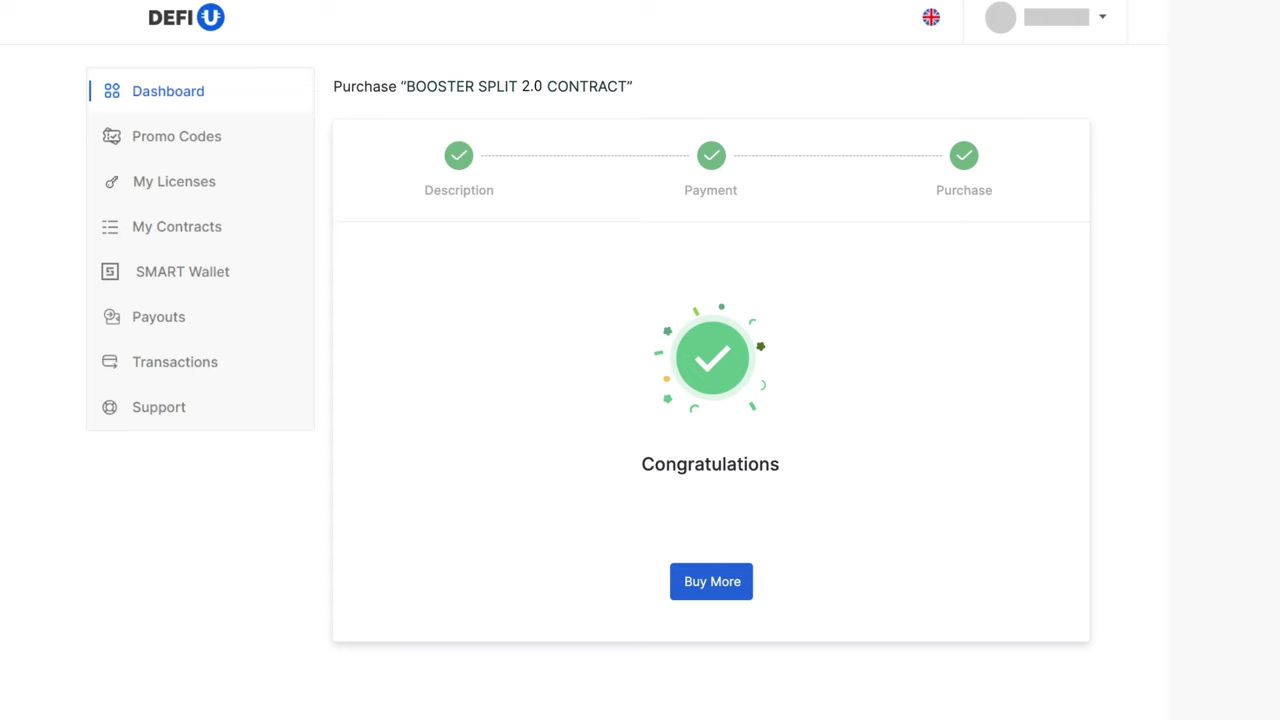 DEFI U
Dashboard
Promo Codes
My Licenses
My Contracts
SMART Wallet
Payouts
Transactions
Support
Purchase “BOOSTER SPLIT 2.0 CONTRACT”
Description
Payment
Purchase
Congratulations
Buy More